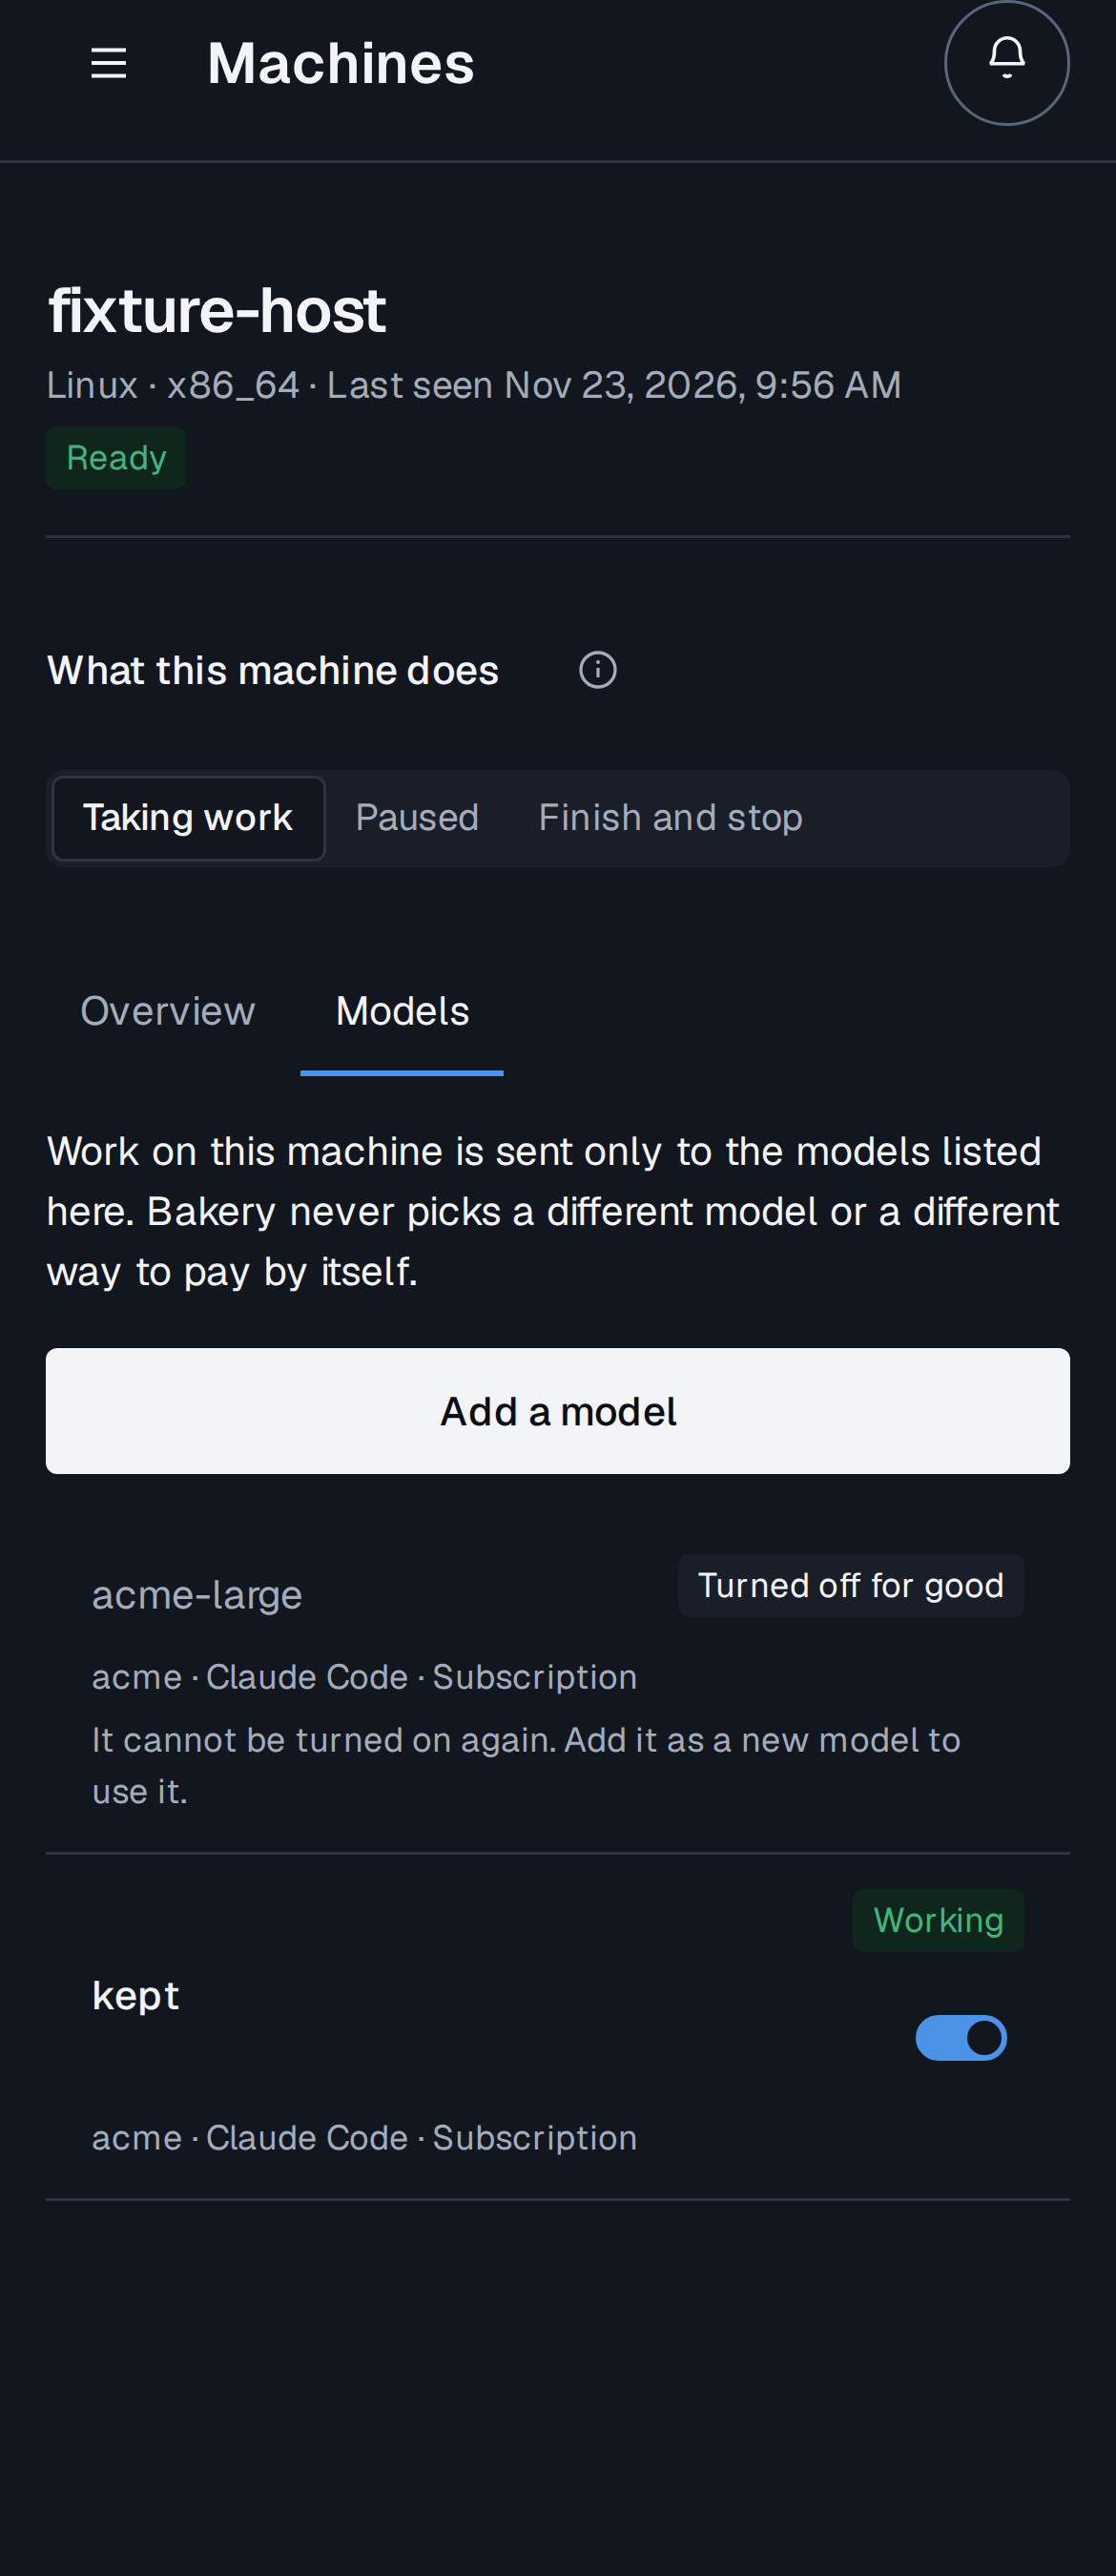 Machines
fixture-host
Linux · x86_64 · Last seen Nov 23, 2026, 9:56 AM
Ready
What this machine does
Taking work Paused Finish and stop
Overview Models
Work on this machine is sent only to the models listed
here. Bakery never picks a different model or a different
way to pay by itself.
Add a model
acme-large Turned off for good
acme · Claude Code · Subscription
It cannot be turned on again. Add it as a new model to
use it.
Working
kept
acme · Claude Code · Subscription